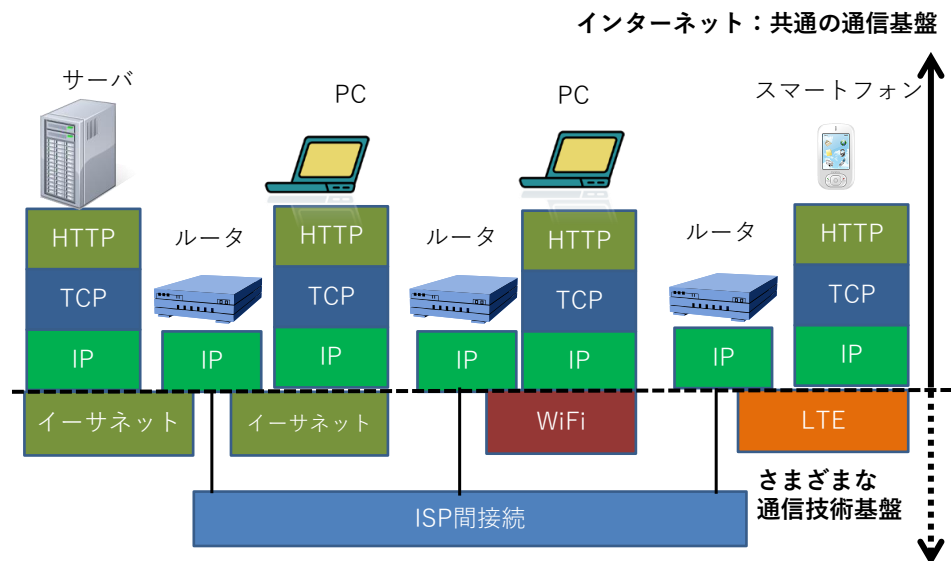 インターネット：共通の通信基盤
サーバ
PC
PC
スマートフォン
HTTP
ルータ
HTTP
ルータ
HTTP
ルータ
HTTP
TCP
TCP
TCP
TCP
IP
IP
IP
IP
IP
IP
IP
イーサネット
イーサネット
WiFi
LTE
さまざまな
通信技術基盤
ISP間接続